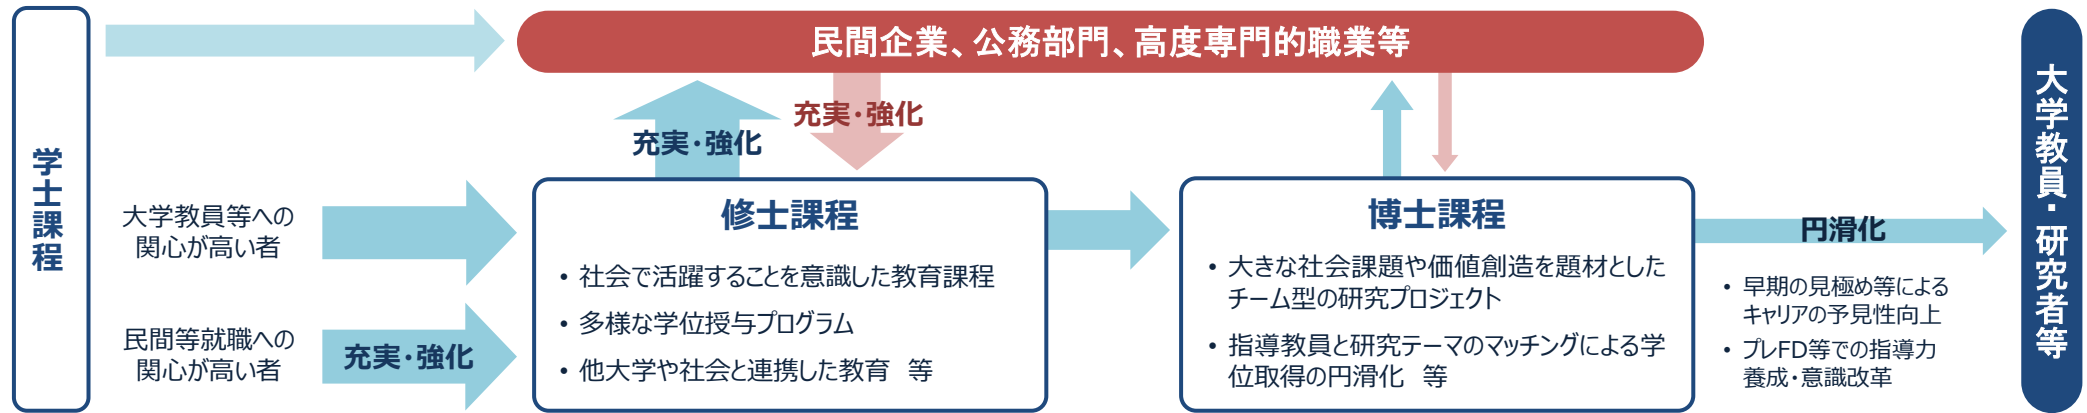 学士課程
民間企業、公務部門、高度専門的職業等
充実・強化
充実・強化
大学教員等への
関心が高い者
民間等就職への
関心が高い者
充実・強化
修士課程
• 社会で活躍することを意識した教育課程
• 多様な学位授与プログラム
• 他大学や社会と連携した教育　等
博士課程
• 大きな社会課題や価値創造を題材とした
チーム型の研究プロジェクト
• 指導教員と研究テーマのマッチングによる学
位取得の円滑化　等
円滑化
• 早期の見極め等による
キャリアの予見性向上
• プレFD等での指導力
養成・意識改革
大学教員・研究者等